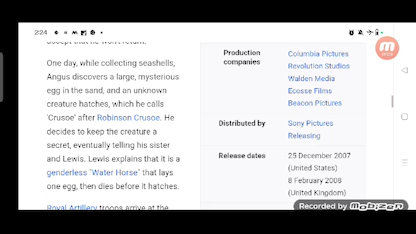 2:24
except that he won't return.
One day, while collecting seashells,
Angus discovers a large, mysterious
egg in the sand, and an unknown
creature hatches, which he calls
'Crusoe' after Robinson Crusoe. He
decides to keep the creature a
secret, eventually telling his sister
and Lewis. Lewis explains that it is a
genderless "Water Horse" that lays
one egg, then dies before it hatches.
Royal Artillery troops arrive at the
Production
companies
Columbia Pictures
Revolution Studios
Walden Media
Ecosse Films
Beacon Pictures
Distributed by
Sony Pictures
Releasing
Release dates
25 December 2007
(United States)
8 February 2008
(United Kingdom)
Recorded by Mobizen